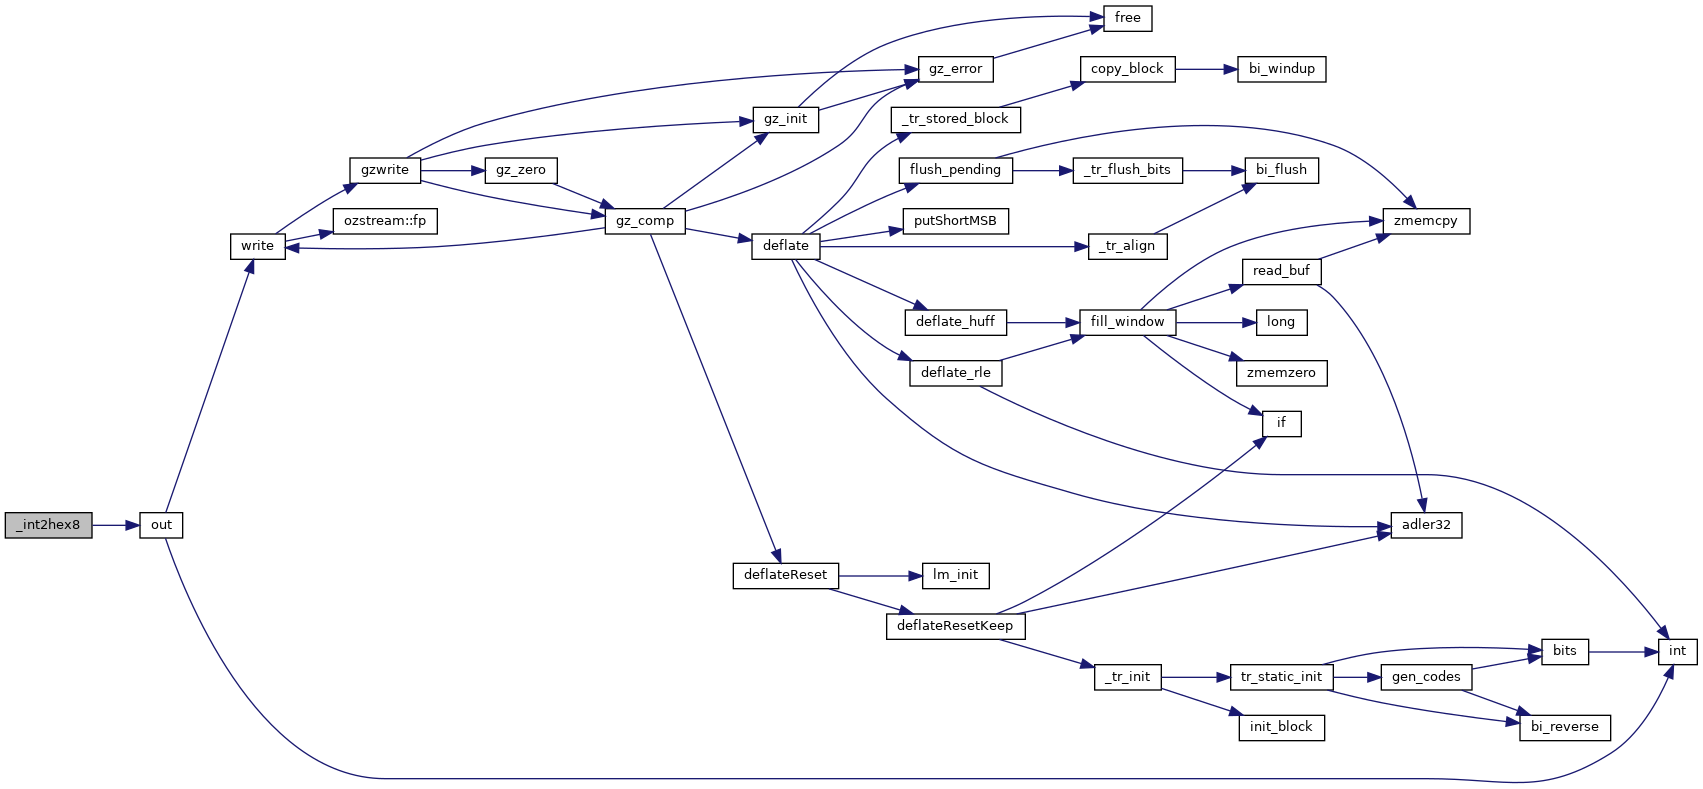 free
gz_error
copy_block
bi_windup
gz_init
_tr_stored_block
gzwrite
gz_zero
flush_pending
_tr_flush_bits
bi_flush
ozstream::fp
gz_comp
putShortMSB
zmemcpy
write
deflate
_tr_align
read_buf
deflate_huff
fill_window
long
deflate_rle
zmemzero
if
_int2hex8
out
adler32
deflateReset
lm_init
deflateResetKeep
bits
int
_tr_init
tr_static_init
gen_codes
init_block
bi_reverse